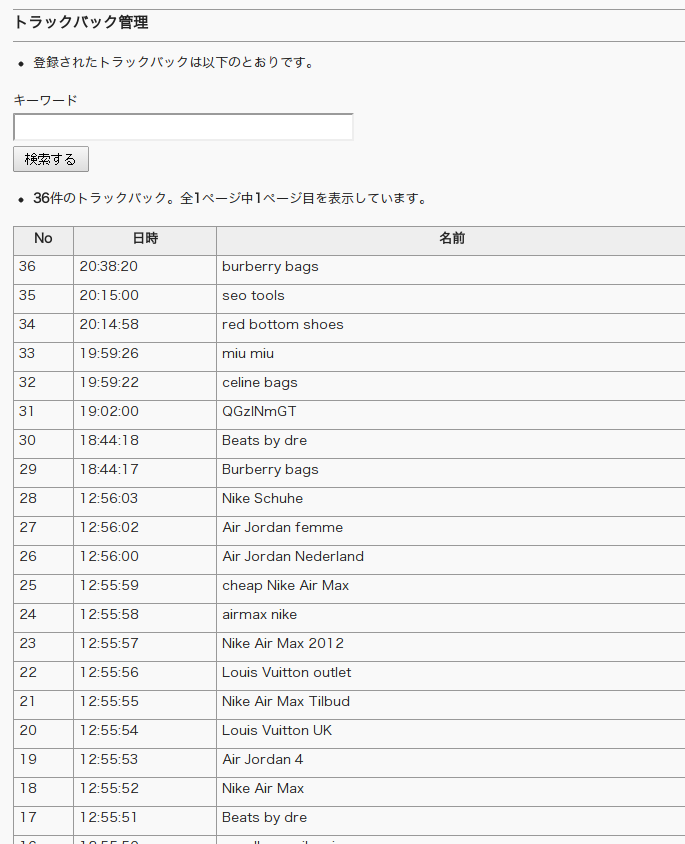 トラックバック管理
登録されたトラックバックは以下のとおりです。
キーワード
検索する
36件のトラックバック。全1ページ中1ページ目を表示しています。
No 日時 名前
36 20:38:20 burberry bags
35 20:15:00 seo tools
34 20:14:58 red bottom shoes
33 19:59:26 miu miu
32 19:59:22 celine bags
31 19:02:00 QGzlNmGT
30 18:44:18 Beats by dre
29 18:44:17 Burberry bags
28 12:56:03 Nike Schuhe
27 12:56:02 Air Jordan femme
26 12:56:00 Air Jordan Nederland
25 12:55:59 cheap Nike Air Max
24 12:55:58 airmax nike
23 12:55:57 Nike Air Max 2012
22 12:55:56 Louis Vuitton outlet
21 12:55:55 Nike Air Max Tilbud
20 12:55:54 Louis Vuitton UK
19 12:55:53 Air Jordan 4
18 12:55:52 Nike Air Max
17 12:55:51 Beats by dre